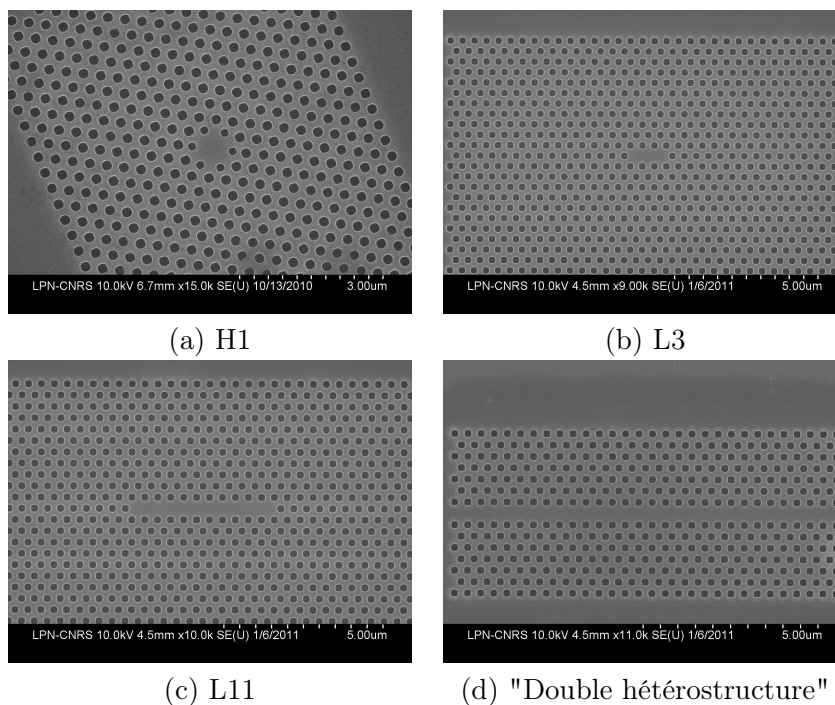 LPN-CNRS 10.0kV 6.7mm x15.0k SE(U) 10/13/2010 3.00um
LPN-CNRS 10.0kV 4.5mm x9.00k SE(U) 1/6/2011 5.00um
(a) H1
(b) L3
LPN-CNRS 10.0kV 4.5mm x10.0k SE(U) 1/6/2011 5.00um
LPN-CNRS 10.0kV 4.5mm x11.0k SE(U) 1/6/2011 5.00um
(c) L11
(d) "Double hétérostructure"